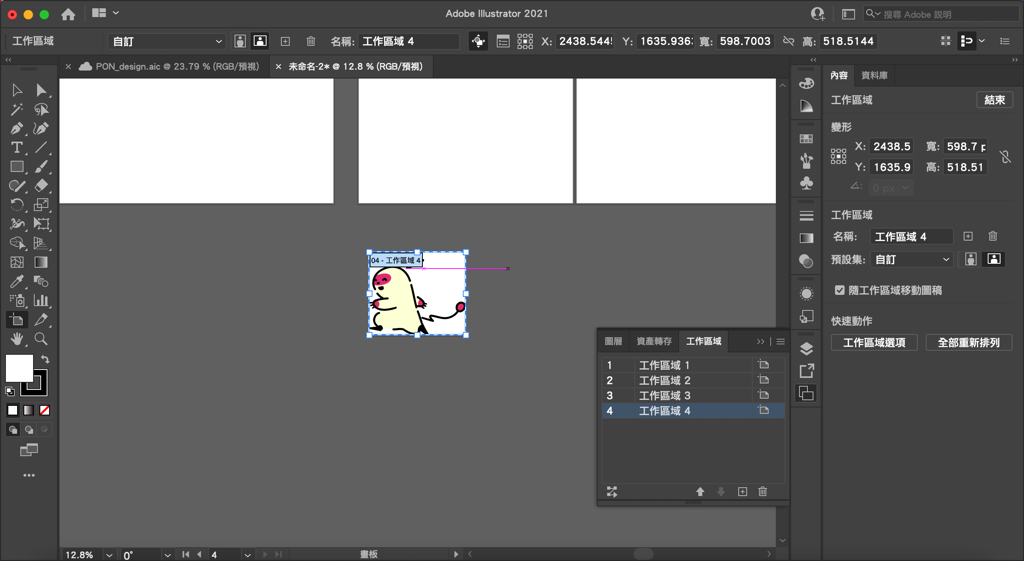 Adobe Illustrator 2021
搜尋 Adobe 說明
工作區域
自訂
名稱: 工作區域 4
X: 2438.544
Y: 1635.936
寬: 598.7003
高: 518.5144
PON_design.aic @ 23.79 % (RGB/預視)
未命名-2* @ 12.8 % (RGB/預視)
04 - 工作區域 4
內容
資料庫
工作區域
結束
變形
X: 2438.5
寬: 598.7 p
Y: 1635.9
高: 518.51
0 px
工作區域
名稱: 工作區域 4
預設集: 自訂
隨工作區域移動圖稿
快速動作
工作區域選項
全部重新排列
圖層
資產轉存
工作區域
1 工作區域 1
2 工作區域 2
3 工作區域 3
4 工作區域 4
12.8%
0°
4
畫板